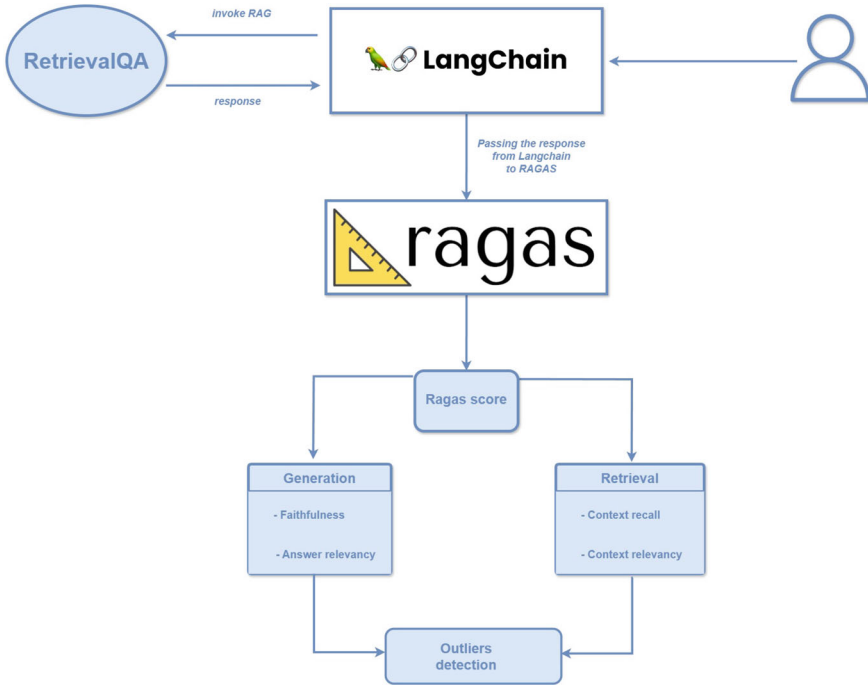 invoke RAG
RetrievalQA
LangChain
response
Passing the response
from Langchain
to RAGAS
ragas
Ragas score
Generation
- Faithfulness
- Answer relevancy
Retrieval
- Context recall
- Context relevancy
Outliers
detection